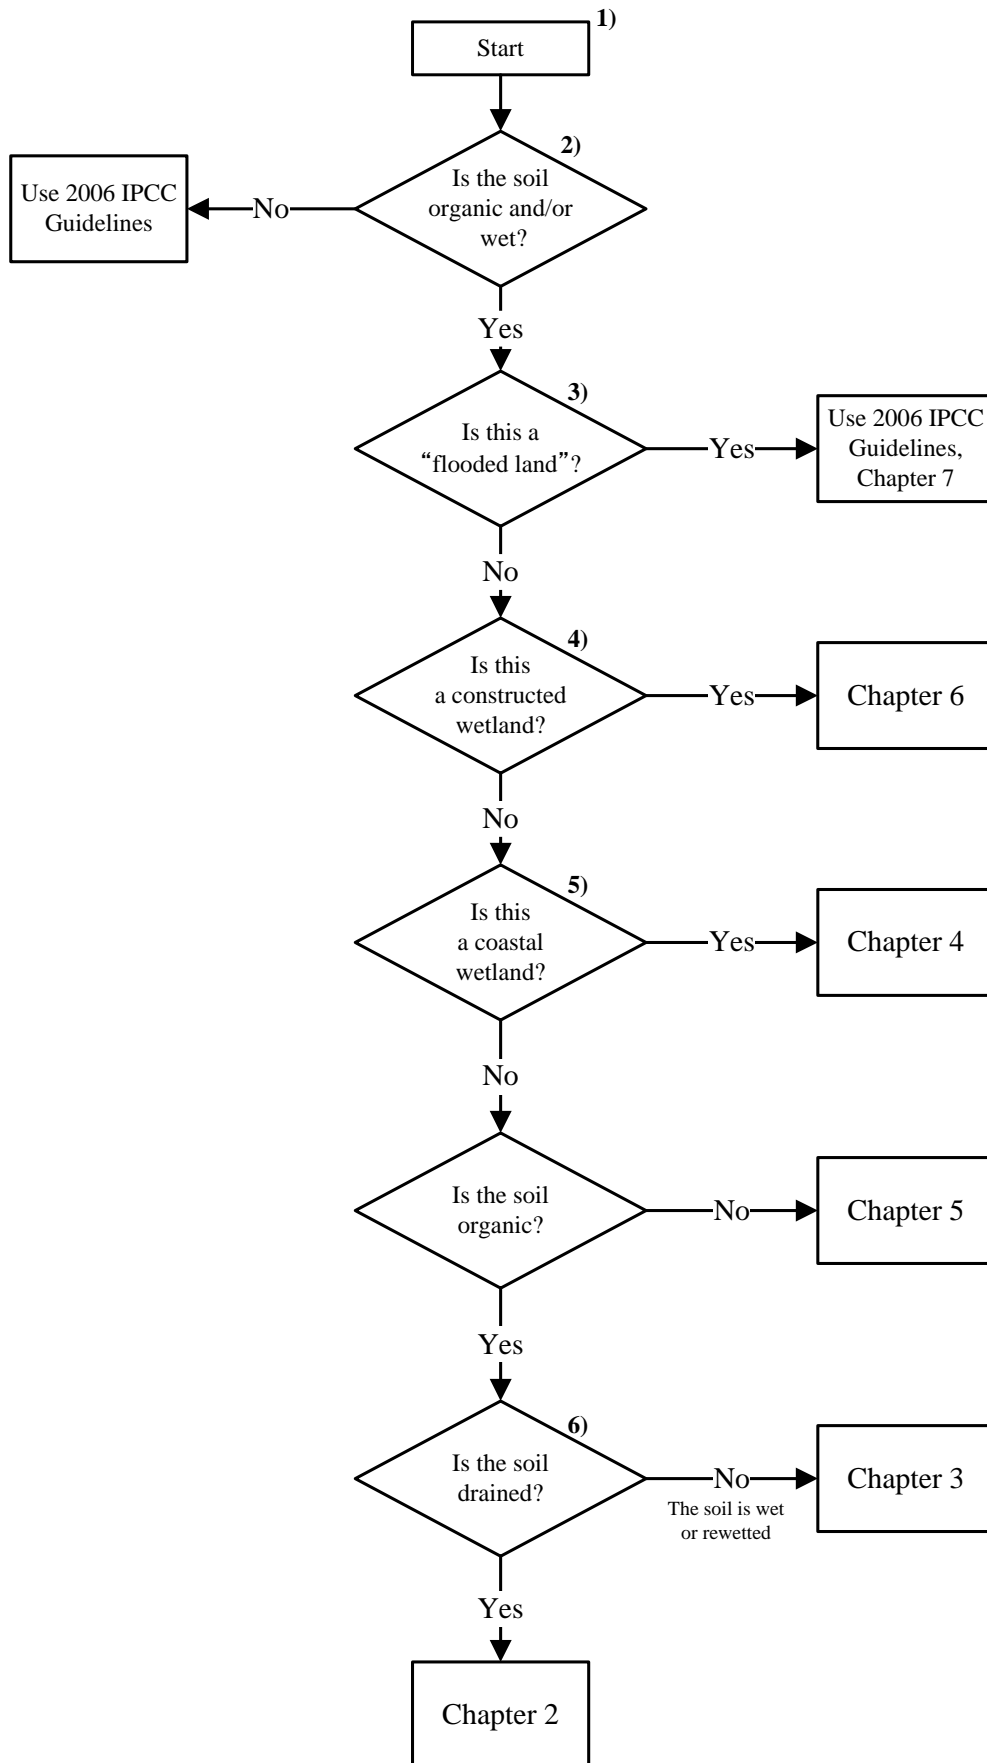 1)
Start
2)
Is the soil
organic and/or
wet?
No
Use 2006 IPCC
Guidelines
Yes
3)
Is this a
“flooded land”?
Yes
Use 2006 IPCC
Guidelines,
Chapter 7
No
4)
Is this
a constructed
wetland?
Yes
Chapter 6
No
5)
Is this
a coastal
wetland?
Yes
Chapter 4
No
Is the soil
organic?
No
Chapter 5
Yes
6)
Is the soil
drained?
No
The soil is wet
or rewetted
Chapter 3
Yes
Chapter 2